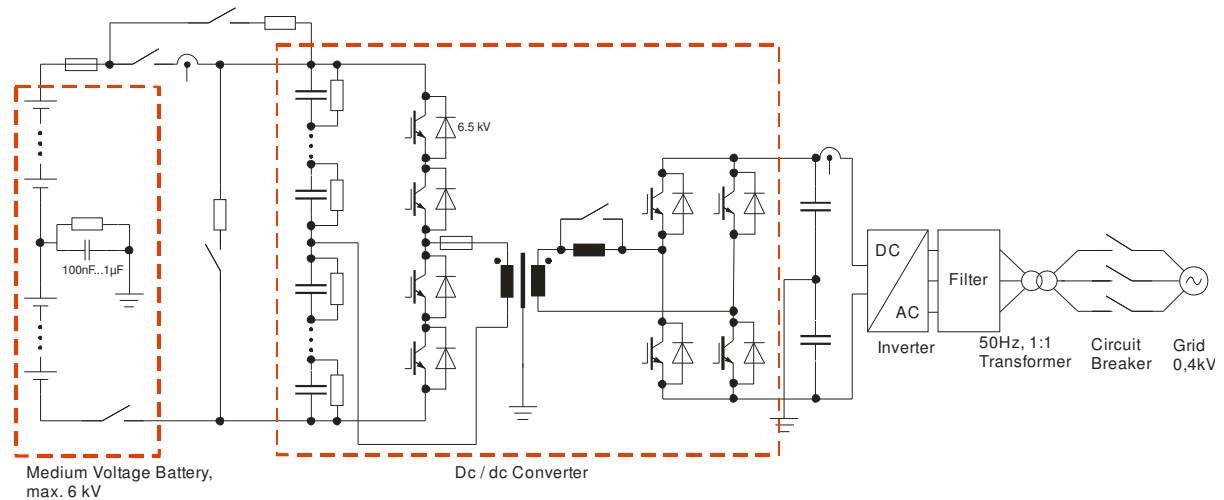 6.5 kV
100nF...1µF
DC
AC
Filter
Inverter
50Hz, 1:1
Transformer
Circuit
Breaker
Grid
0,4kV
Medium Voltage Battery,
max. 6 kV
Dc / dc Converter